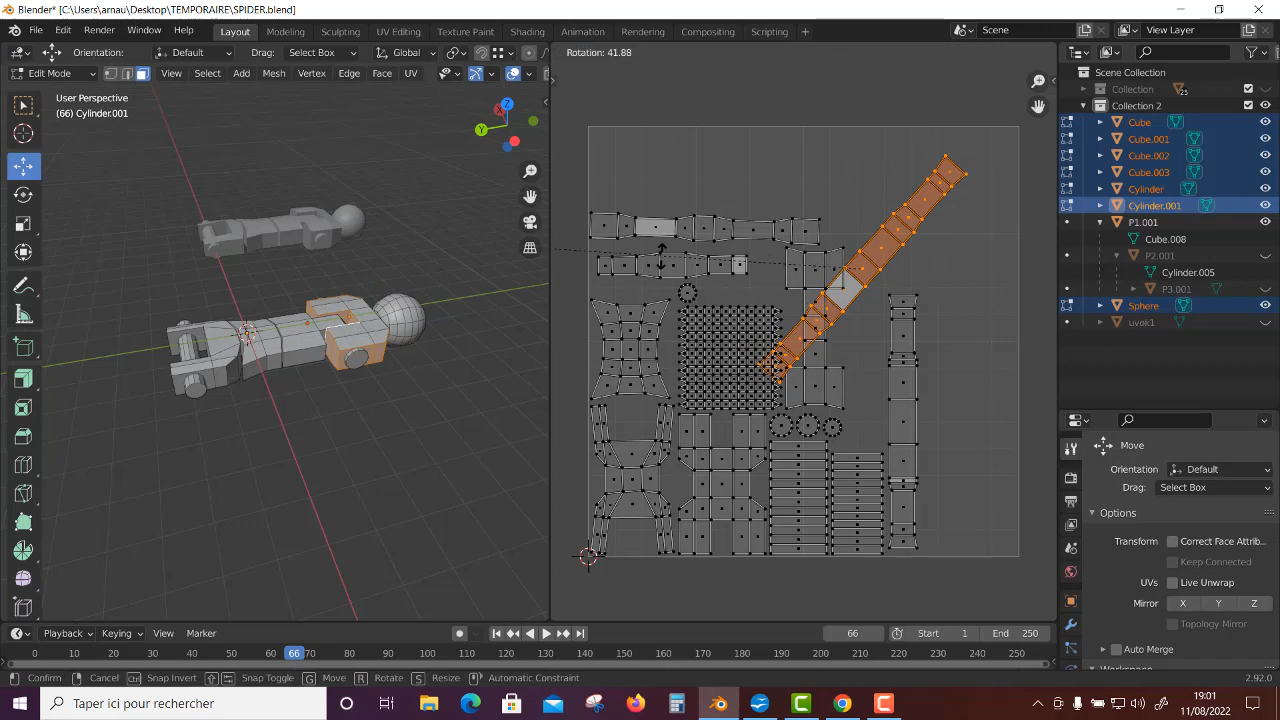 Blender* [C:\Users\arnau\Desktop\TEMPORAIRE\SPIDER.blend]
File Edit Render Window Help Layout Modeling Sculpting UV Editing Texture Paint Shading Animation Rendering Compositing Scripting + Scene View Layer
Orientation: Default Drag: Select Box Global Rotation: 41.88
Edit Mode View Select Add Mesh Vertex Edge Face UV
Scene Collection
Collection 25
Collection 2
User Perspective
(66) Cylinder.001
Z
X
Y
Cube
Cube.001
Cube.002
Cube.003
Cylinder
Cylinder.001
P1.001
Cube.008
P2.001
Cylinder.005
P3.001
Sphere
uvok1
Move
Orientation Default
Drag: Select Box
Options
Transform Correct Face Attrib...
Keep Connected
UVs Live Unwrap
Mirror X Y Z
Topology Mirror
Auto Merge
Workspace
Playback Keying View Marker 66 Start 1 End 250
0 10 20 30 40 50 60 66 70 80 90 100 110 120 130 140 150 160 170 180 190 200 210 220 230 240 250
Confirm Cancel Ctrl Snap Invert Snap Toggle G Move R Rotate S Resize Automatic Constraint 2.92.0
Taper ici pour rechercher
19:01
11/08/2022